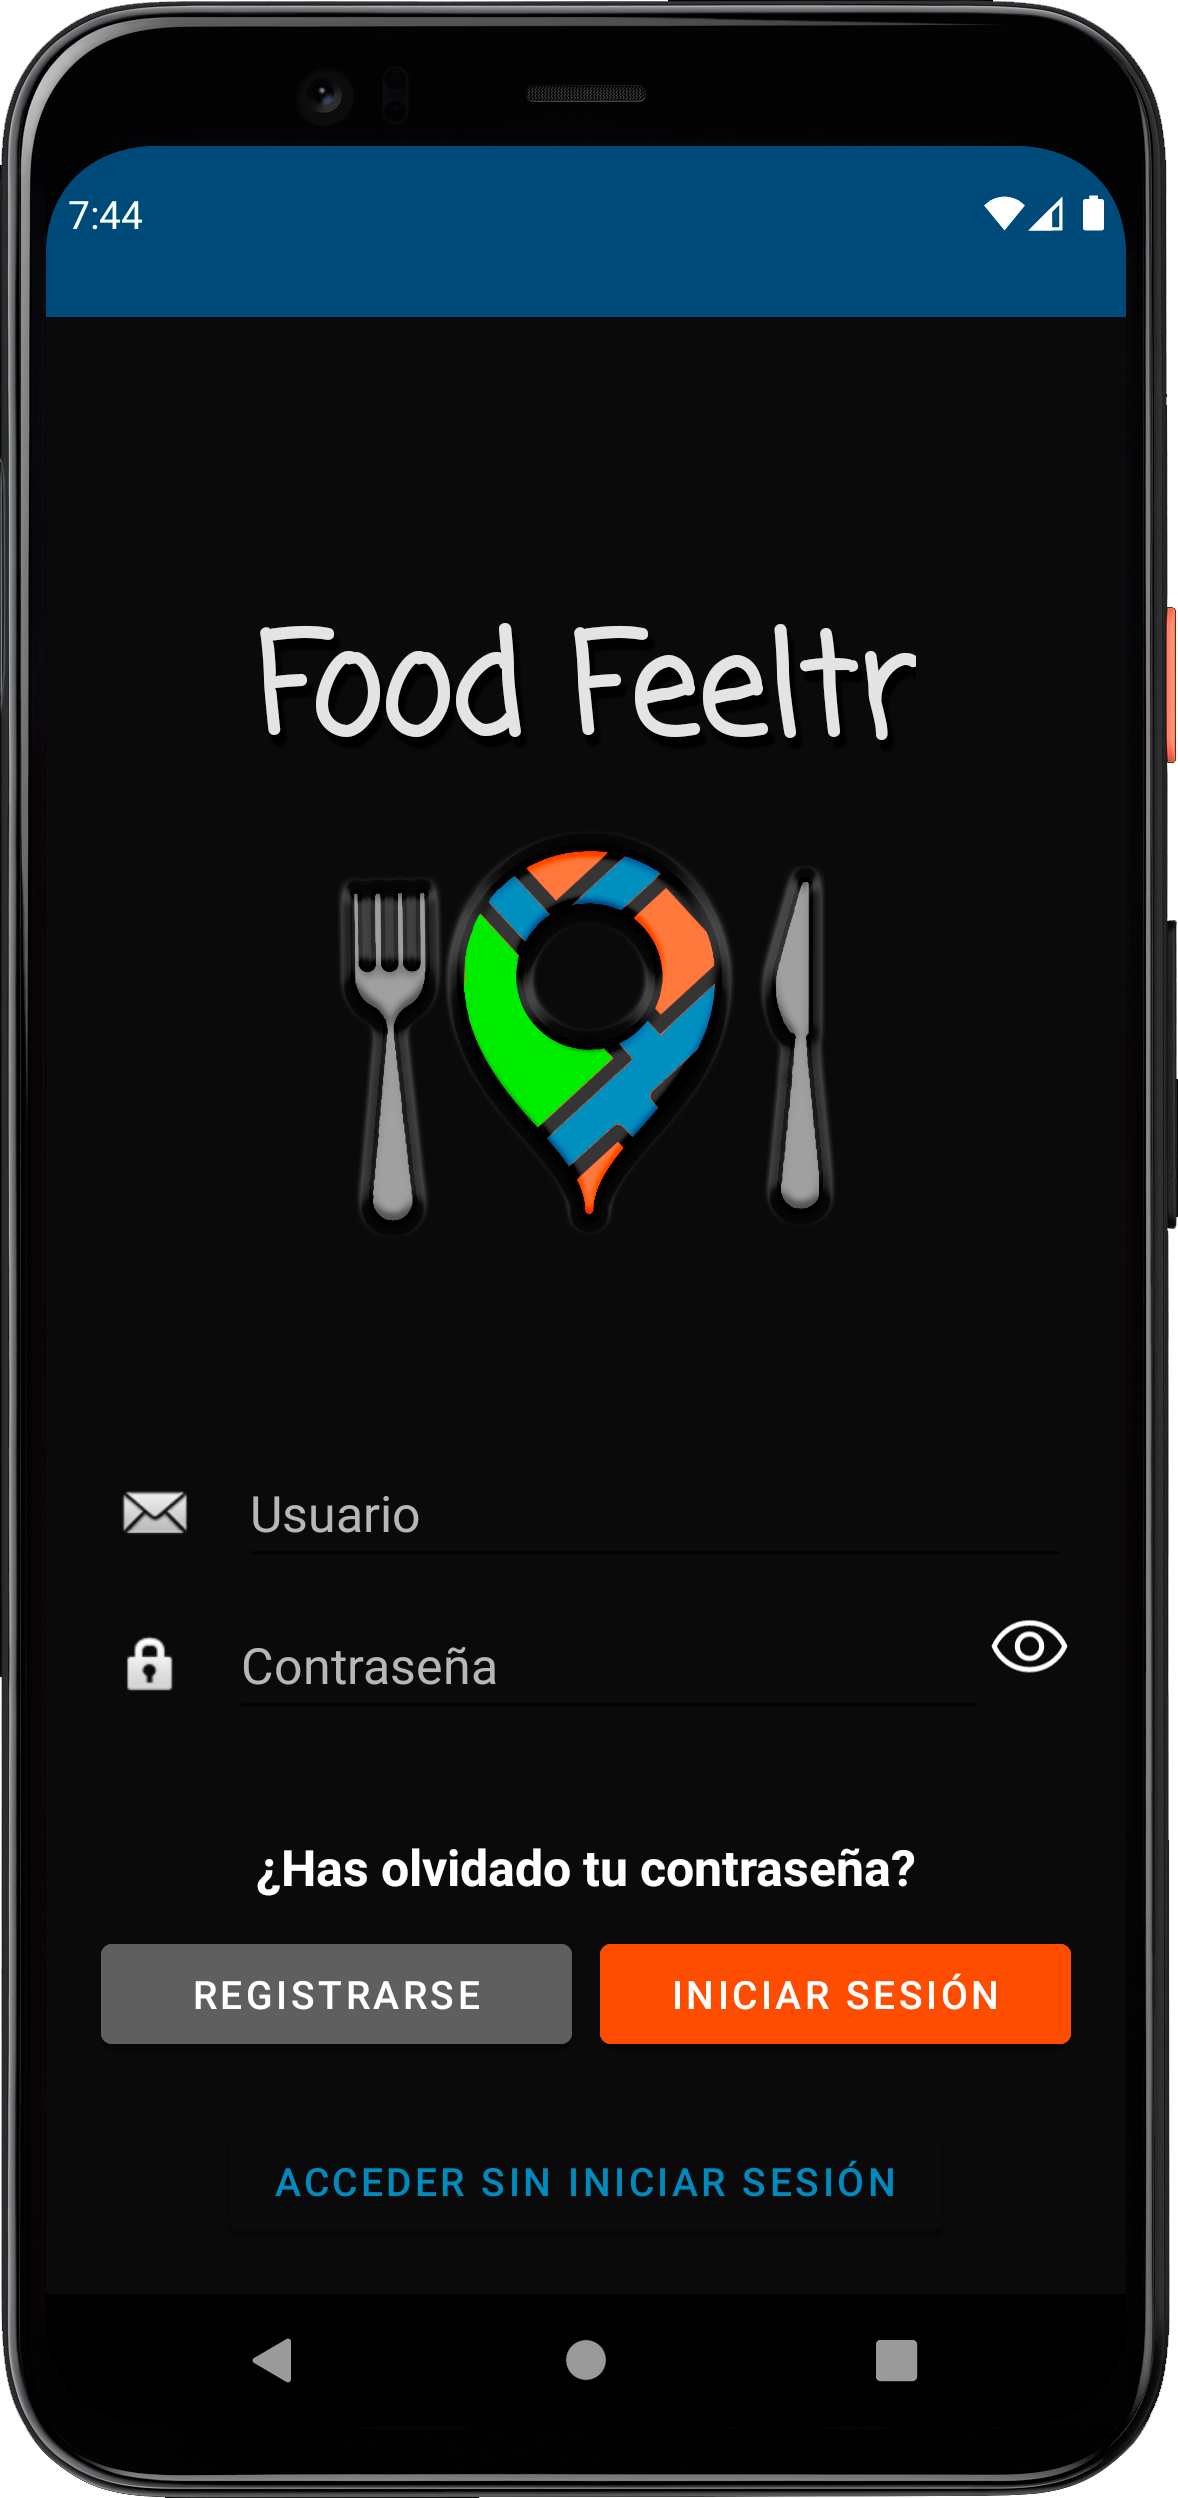 7:44
Food Feeltr
Usuario
Contraseña
¿Has olvidado tu contraseña?
REGISTRARSE
INICIAR SESIÓN
ACCEDER SIN INICIAR SESIÓN